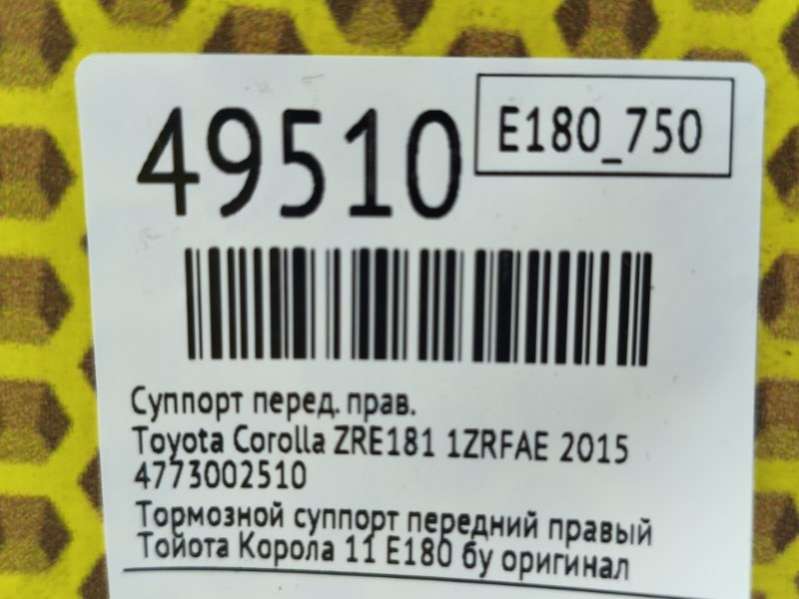 49510
E180_750
Суппорт перед. прав.
Toyota Corolla ZRE181 1ZRFAE 2015
4773002510
Тормозной суппорт передний правый
Тойота Корола 11 Е180 бу оригинал